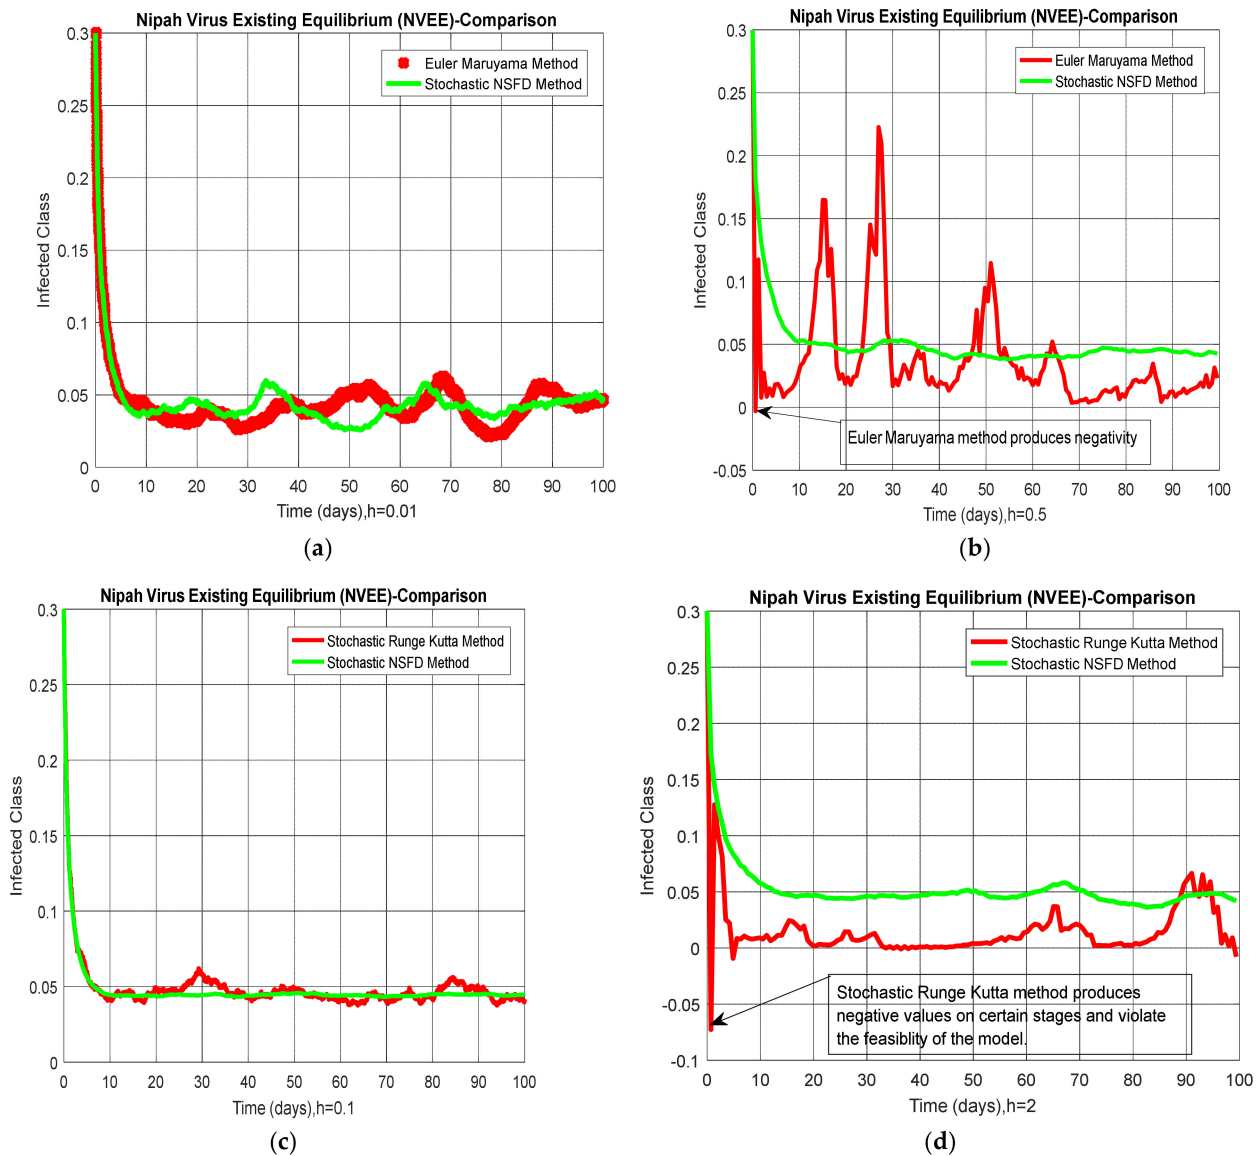 Nipah Virus Existing Equilibrium (NVEE)-Comparison
Euler Maruyama Method
Stochastic NSFD Method
Infected Class
0.3
0.25
0.2
0.15
0.1
0.05
0
0 10 20 30 40 50 60 70 80 90 100
Time (days),h=0.01
(a)
Nipah Virus Existing Equilibrium (NVEE)-Comparison
Euler Maruyama Method
Stochastic NSFD Method
Infected Class
0.3
0.25
0.2
0.15
0.1
0.05
0
-0.05
Euler Maruyama method produces negativity
0 10 20 30 40 50 60 70 80 90 100
Time (days),h=0.5
(b)
Nipah Virus Existing Equilibrium (NVEE)-Comparison
Stochastic Runge Kutta Method
Stochastic NSFD Method
Infected Class
0.3
0.25
0.2
0.15
0.1
0.05
0
0 10 20 30 40 50 60 70 80 90 100
Time (days),h=0.1
(c)
Nipah Virus Existing Equilibrium (NVEE)-Comparison
Stochastic Runge Kutta Method
Stochastic NSFD Method
Infected Class
0.3
0.25
0.2
0.15
0.1
0.05
0
-0.05
-0.1
Stochastic Runge Kutta method produces
negative values on certain stages and violate
the feasiblity of the model.
0 10 20 30 40 50 60 70 80 90 100
Time (days),h=2
(d)